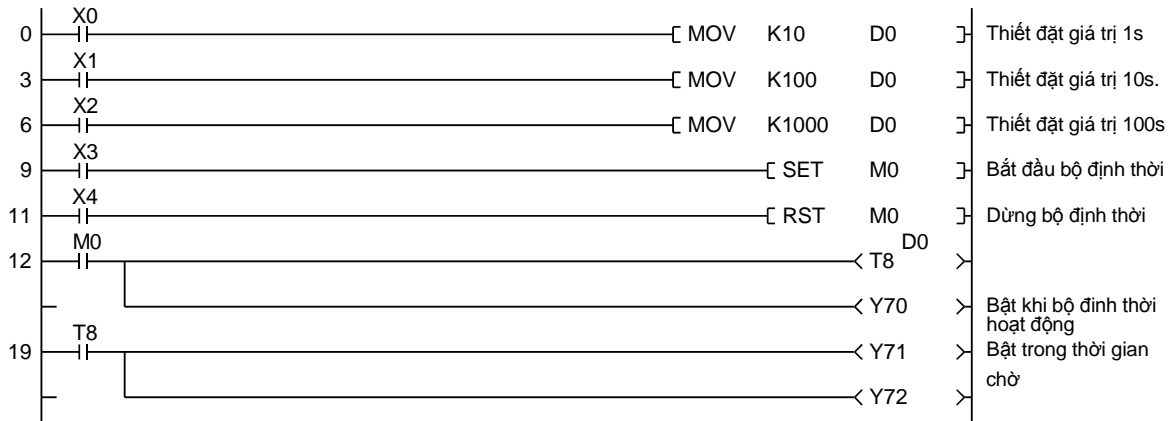 X0
0 MOV K10 D0 Thiết đặt giá trị 1s
X1
3 MOV K100 D0 Thiết đặt giá trị 10s.
X2
6 MOV K1000 D0 Thiết đặt giá trị 100s
X3
9 SET M0 Bắt đầu bộ định thời
X4
11 RST M0 Dừng bộ định thời
M0 D0
12 T8
Y70 Bật khi bộ đinh thời
hoạt động
T8
19 Y71 Bật trong thời gian
chờ
Y72